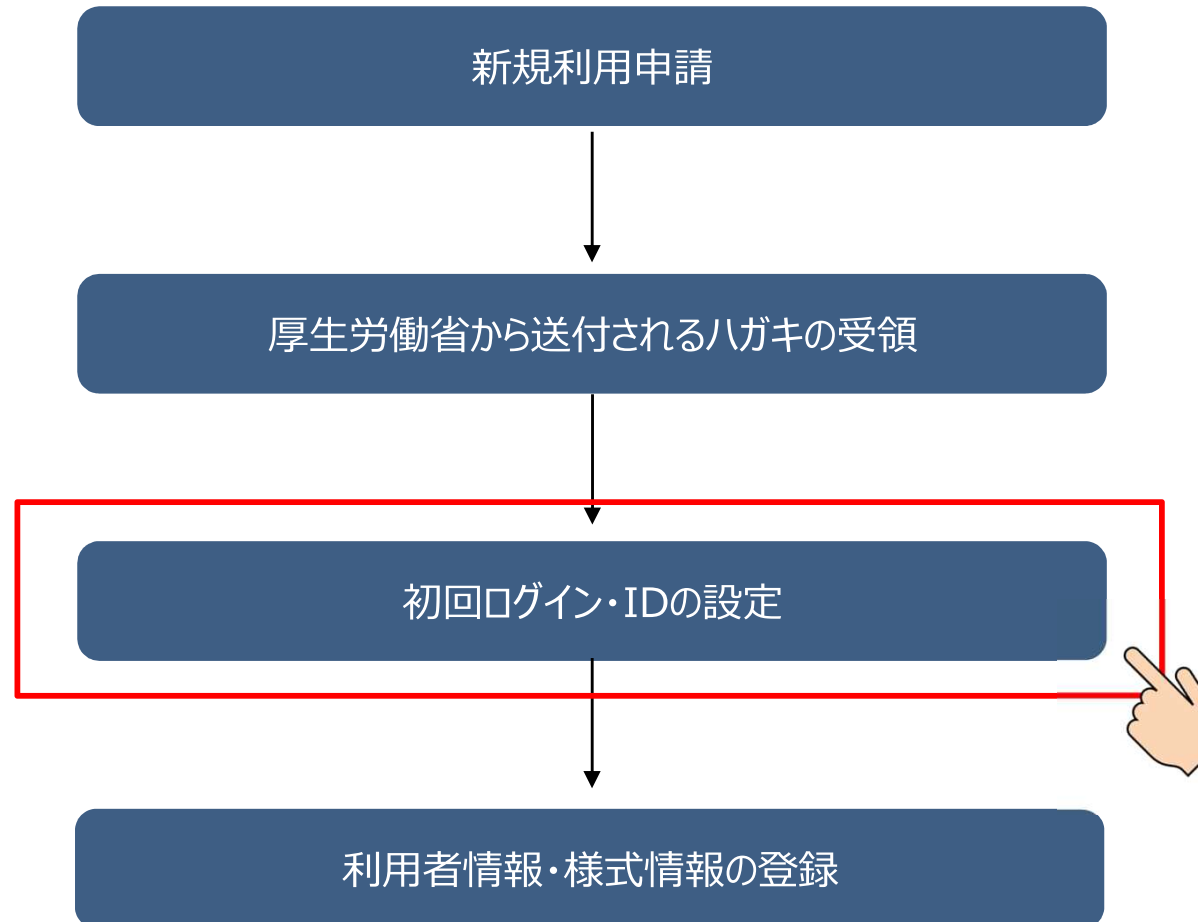 新規利用申請
厚生労働省から送付されるハガキの受領
初回ログイン・IDの設定
利用者情報・様式情報の登録